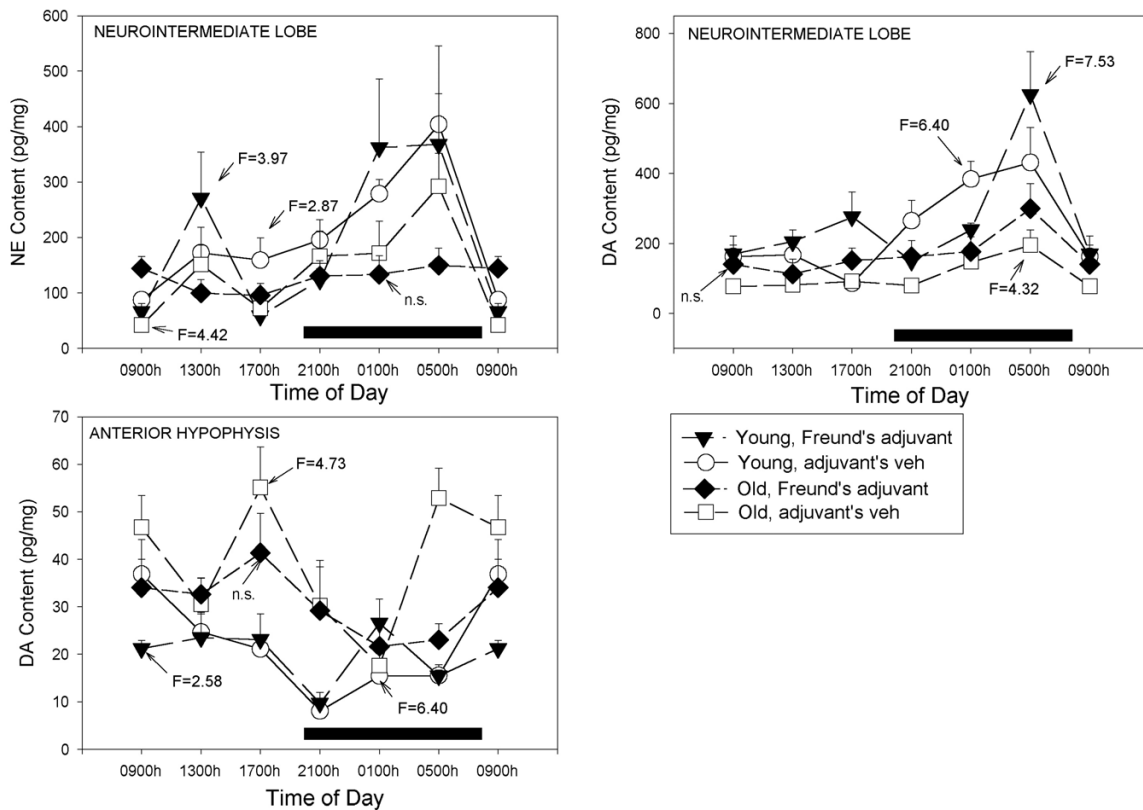 NEUROINTERMEDIATE LOBE
NE Content (pg/mg)
600
500
400
300
200
100
0
F=3.97
F=2.87
n.s.
F=4.42
0900h 1300h 1700h 2100h 0100h 0500h 0900h
Time of Day
NEUROINTERMEDIATE LOBE
DA Content (pg/mg)
800
600
400
200
0
F=7.53
F=6.40
n.s.
F=4.32
0900h 1300h 1700h 2100h 0100h 0500h 0900h
Time of Day
ANTERIOR HYPOPHYSIS
DA Content (pg/mg)
70
60
50
40
30
20
10
0
F=4.73
n.s.
F=2.58
F=6.40
0900h 1300h 1700h 2100h 0100h 0500h 0900h
Time of Day
Young, Freund's adjuvant
Young, adjuvant's veh
Old, Freund's adjuvant
Old, adjuvant's veh